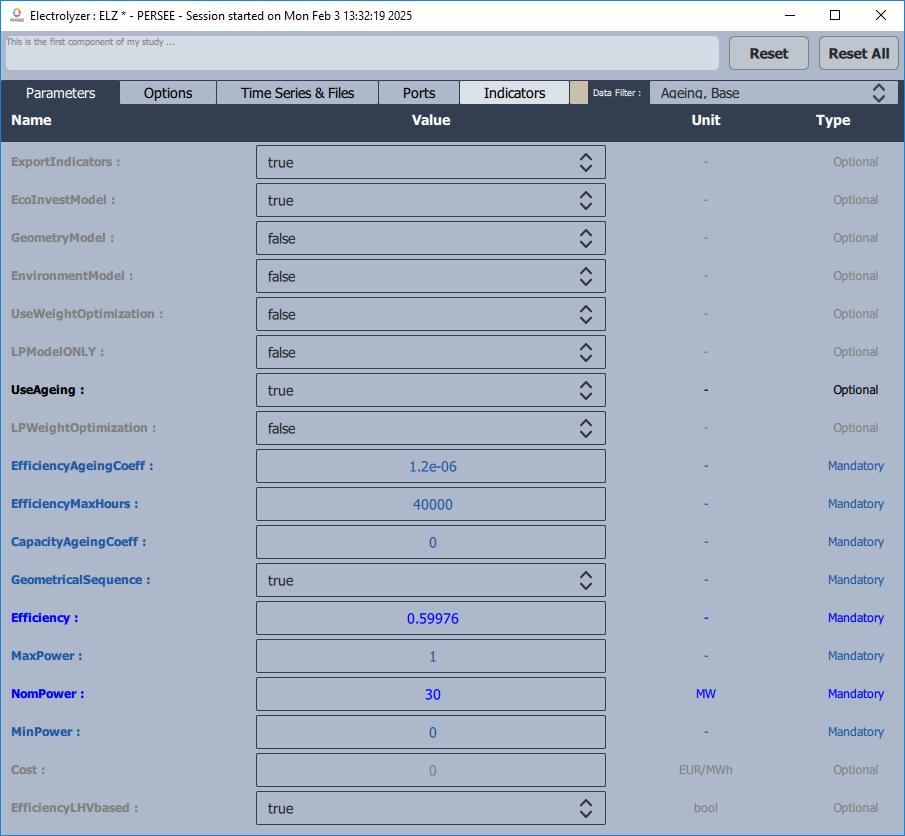 PERSEE Electrolyzer : ELZ * - PERSEE - Session started on Mon Feb 3 13:32:19 2025
This is the first component of my study ...
Reset Reset All
Parameters Options Time Series & Files Ports Indicators Data Filter : Ageing, Base
Name Value Unit Type
ExportIndicators : true - Optional
EcoInvestModel : true - Optional
GeometryModel : false - Optional
EnvironmentModel : false - Optional
UseWeightOptimization : false - Optional
LPModelONLY : false - Optional
UseAgeing : true - Optional
LPWeightOptimization : false - Optional
EfficiencyAgeingCoeff : 1.2e-06 - Mandatory
EfficiencyMaxHours : 40000 - Mandatory
CapacityAgeingCoeff : 0 - Mandatory
GeometricalSequence : true - Mandatory
Efficiency : 0.59976 - Mandatory
MaxPower : 1 - Mandatory
NomPower : 30 MW Mandatory
MinPower : 0 - Mandatory
Cost : 0 EUR/MWh Optional
EfficiencyLHVbased : true bool Optional